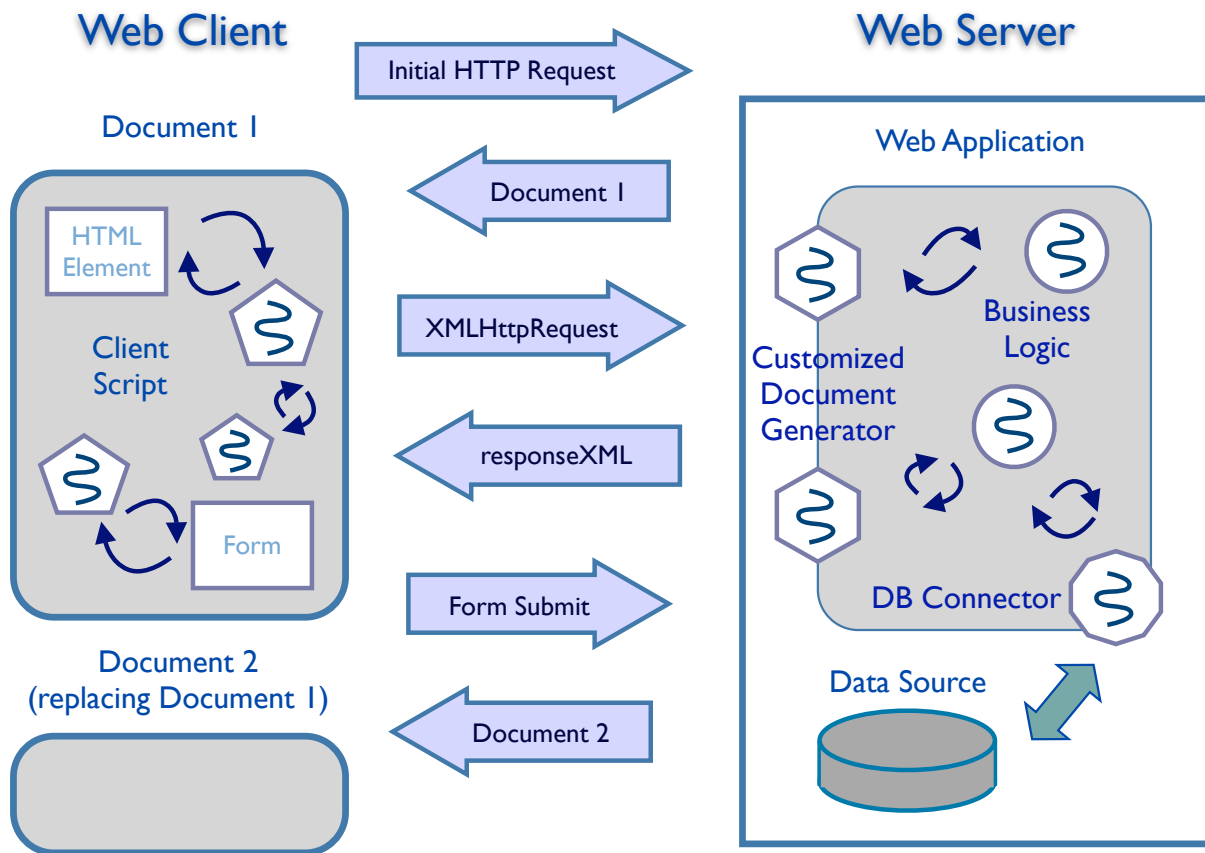 Web Client
Web Server
Initial HTTP Request
Document 1
Web Application
Document 1
HTML
Element
XMLHttpRequest
Business
Logic
Client
Script
Customized
Document
Generator
responseXML
Form
Form Submit
DB Connector
Document 2
(replacing Document 1)
Data Source
Document 2